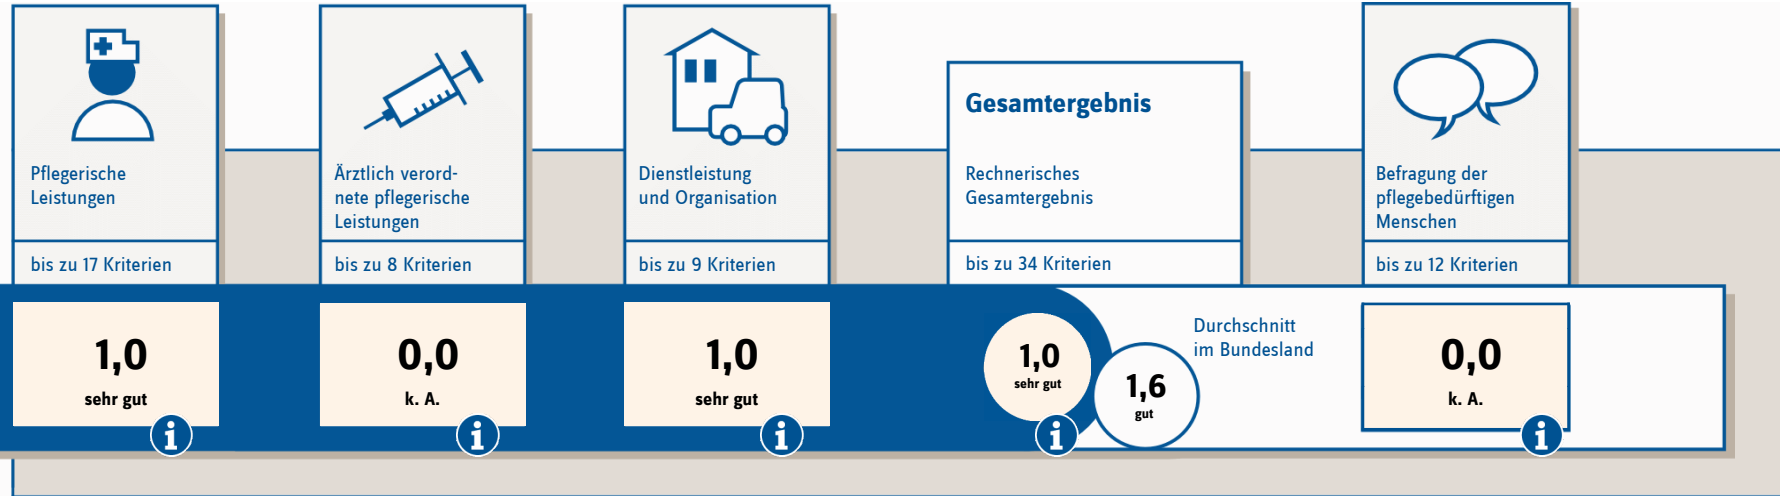 Pflegerische
Leistungen
bis zu 17 Kriterien
1,0
sehr gut
i
Ärztlich verord-
nete pflegerische
Leistungen
bis zu 8 Kriterien
0,0
k. A.
i
Dienstleistung
und Organisation
bis zu 9 Kriterien
1,0
sehr gut
i
Gesamtergebnis
Rechnerisches
Gesamtergebnis
bis zu 34 Kriterien
1,0
sehr gut
i
1,6
gut
Durchschnitt
im Bundesland
Befragung der
pflegebedürftigen
Menschen
bis zu 12 Kriterien
0,0
k. A.
i